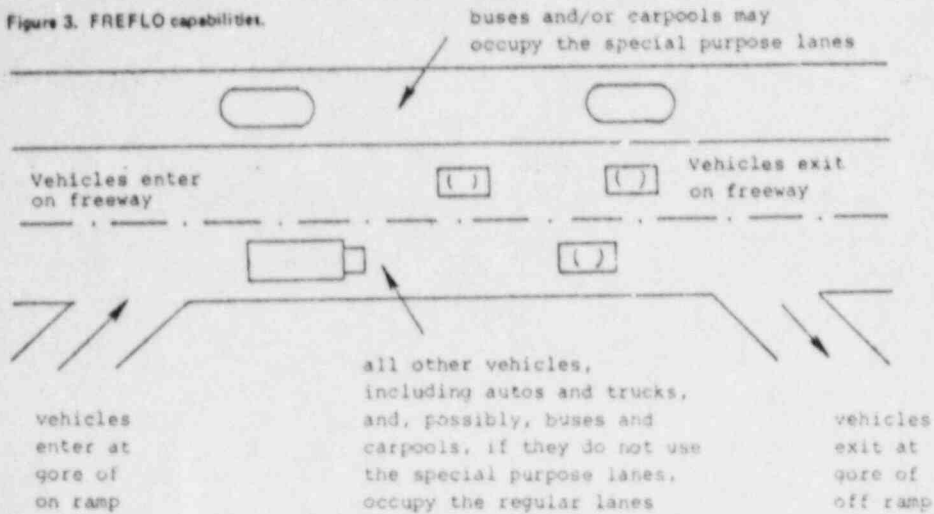 Figure 3. FREFLO capabilities.
buses and/or carpools may
occupy the special purpose lanes
Vehicles enter
on freeway
Vehicles exit
on freeway
all other vehicles,
including autos and trucks,
and, possibly, buses and
carpools, if they do not use
the special purpose lanes,
occupy the regular lanes
vehicles
enter at
gore of
on ramp
vehicles
exit at
gore of
off ramp